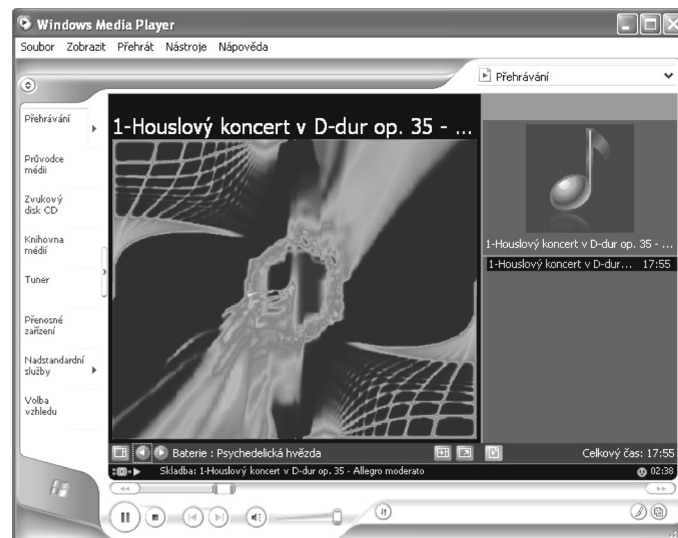 Windows Media Player
Soubor Zobrazit Přehrát Nástroje Nápověda
Přehrávání
Přehrávání
Průvodce
médii
Zvukový
disk CD
Knihovna
médií
Tuner
Přenosné
zařízení
Nadstandardní
služby
Volba
vzhledu
1-Houslový koncert v D-dur op. 35 - ...
1-Houslový koncert v D-dur op. 35 - ...
1-Houslový koncert v D-dur... 17:55
Baterie : Psychedelická hvězda
Celkový čas: 17:55
Skladba: 1-Houslový koncert v D-dur op. 35 - Allegro moderato
02:38